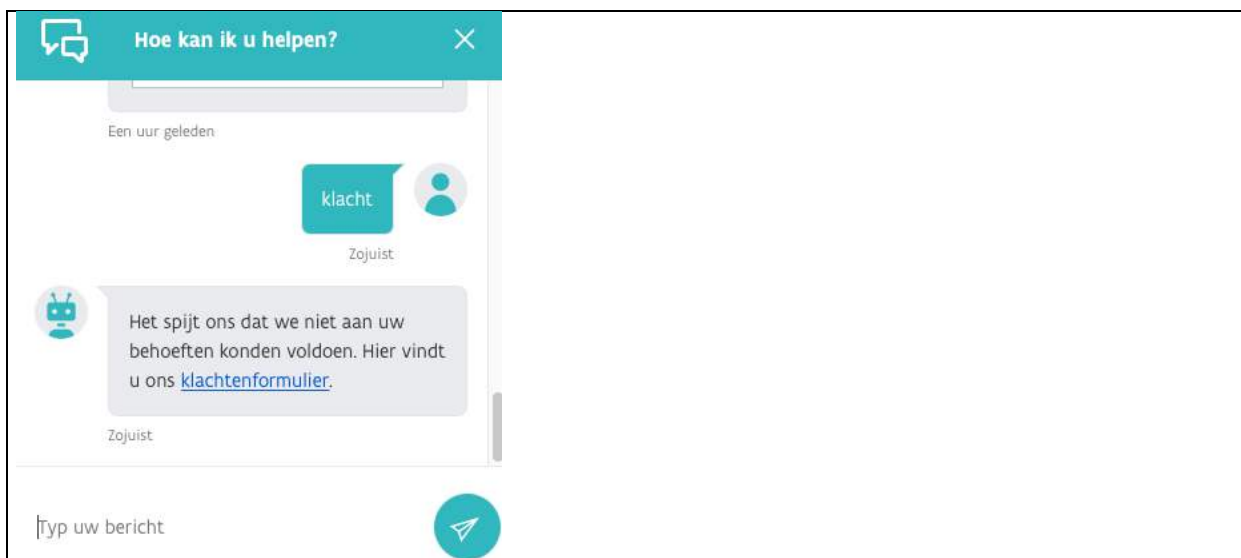 Hoe kan ik u helpen?
Een uur geleden
klacht
Zojuist
Het spijt ons dat we niet aan uw
behoeften konden voldoen. Hier vindt
u ons klachtenformulier.
Zojuist
Typ uw bericht